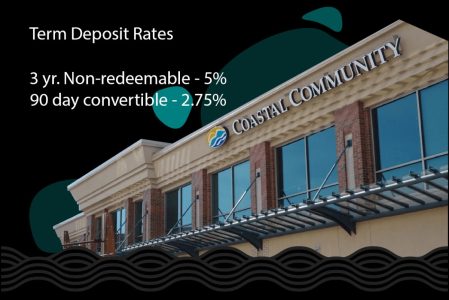 Term Deposit Rates
3 yr. Non-redeemable - 5%
90 day convertible - 2.75%
COASTAL COMMUNITY